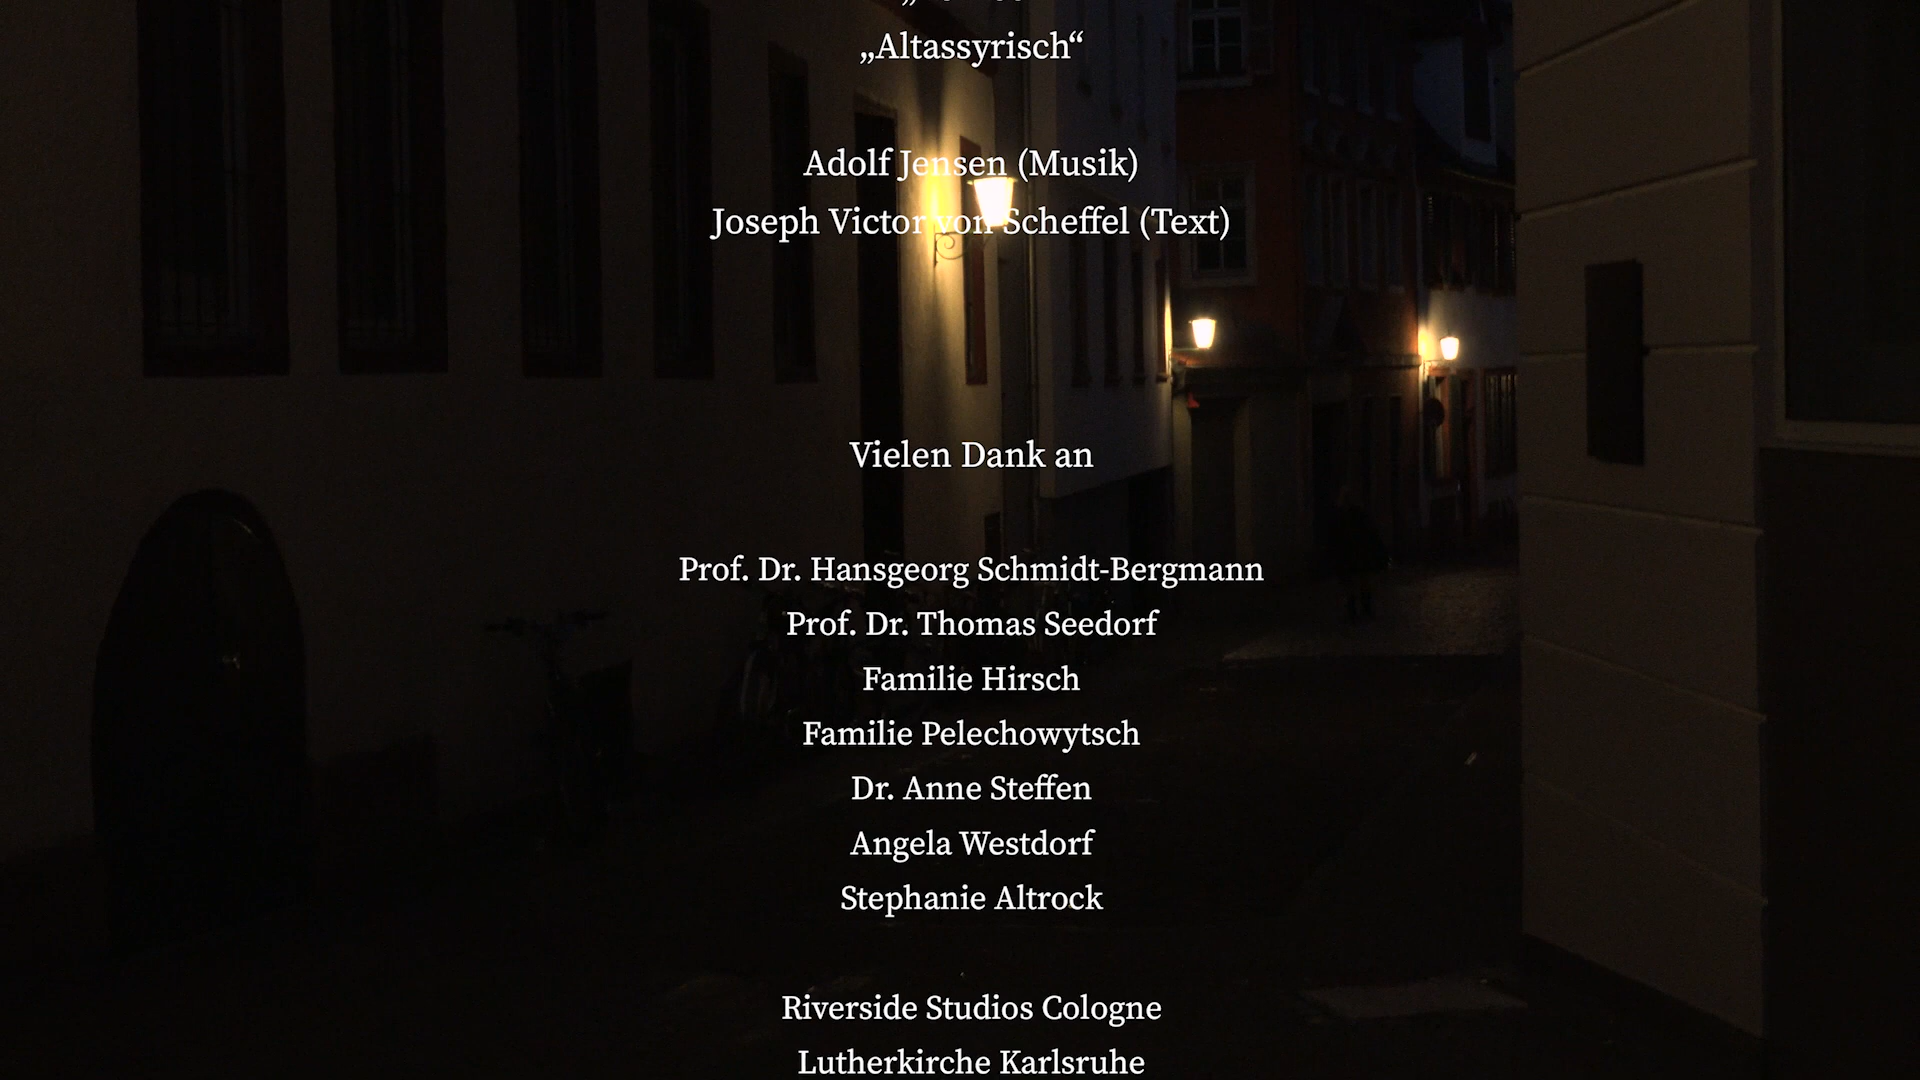 „Altassyrisch“
Adolf Jensen (Musik)
Joseph Victor von Scheffel (Text)
Vielen Dank an
Prof. Dr. Hansgeorg Schmidt-Bergmann
Prof. Dr. Thomas Seedorf
Familie Hirsch
Familie Pelechowytsch
Dr. Anne Steffen
Angela Westdorf
Stephanie Altrock
Riverside Studios Cologne
Lutherkirche Karlsruhe